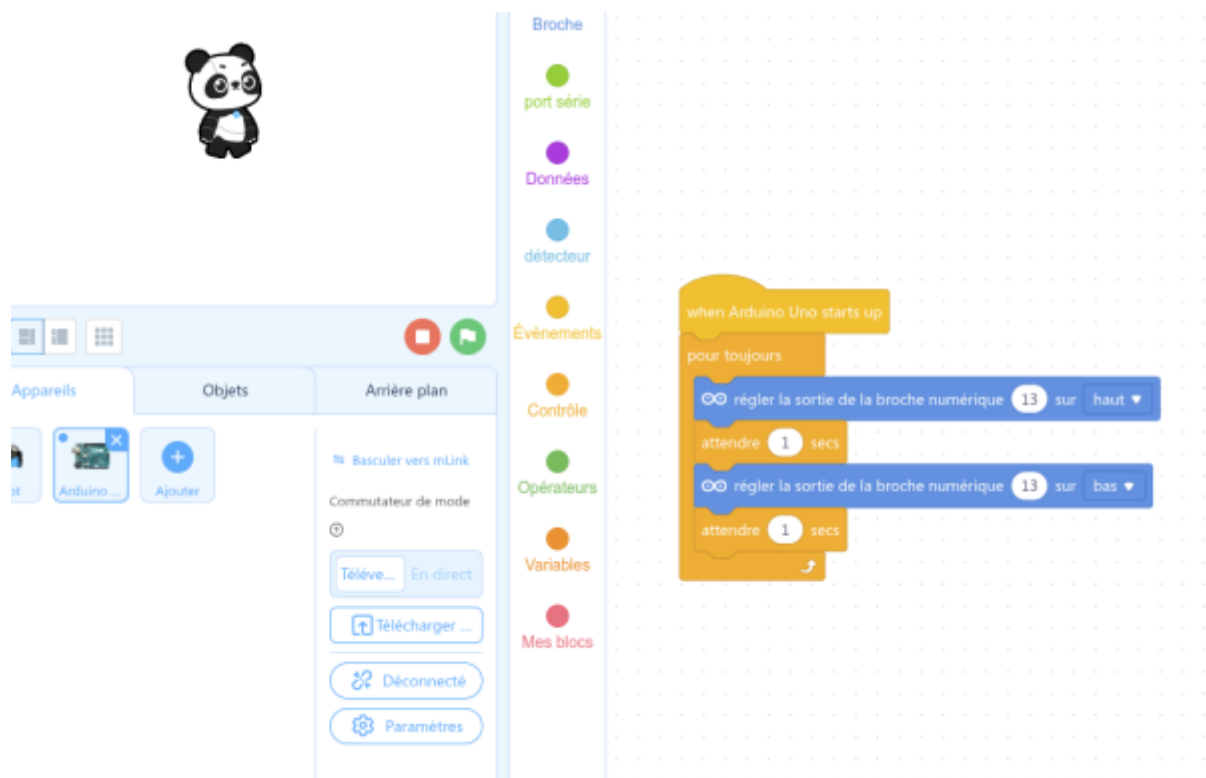 Broche
port série
Données
détecteur
Évènements
Contrôle
Opérateurs
Variables
Mes blocs
Appareils
Objets
Arrière plan
Arduino ...
Ajouter
Basculer vers mLink
Commutateur de mode
Téléve...
En direct
Télécharger ...
Déconnecté
Paramètres
when Arduino Uno starts up
pour toujours
régler la sortie de la broche numérique 13 sur haut
attendre 1 secs
régler la sortie de la broche numérique 13 sur bas
attendre 1 secs